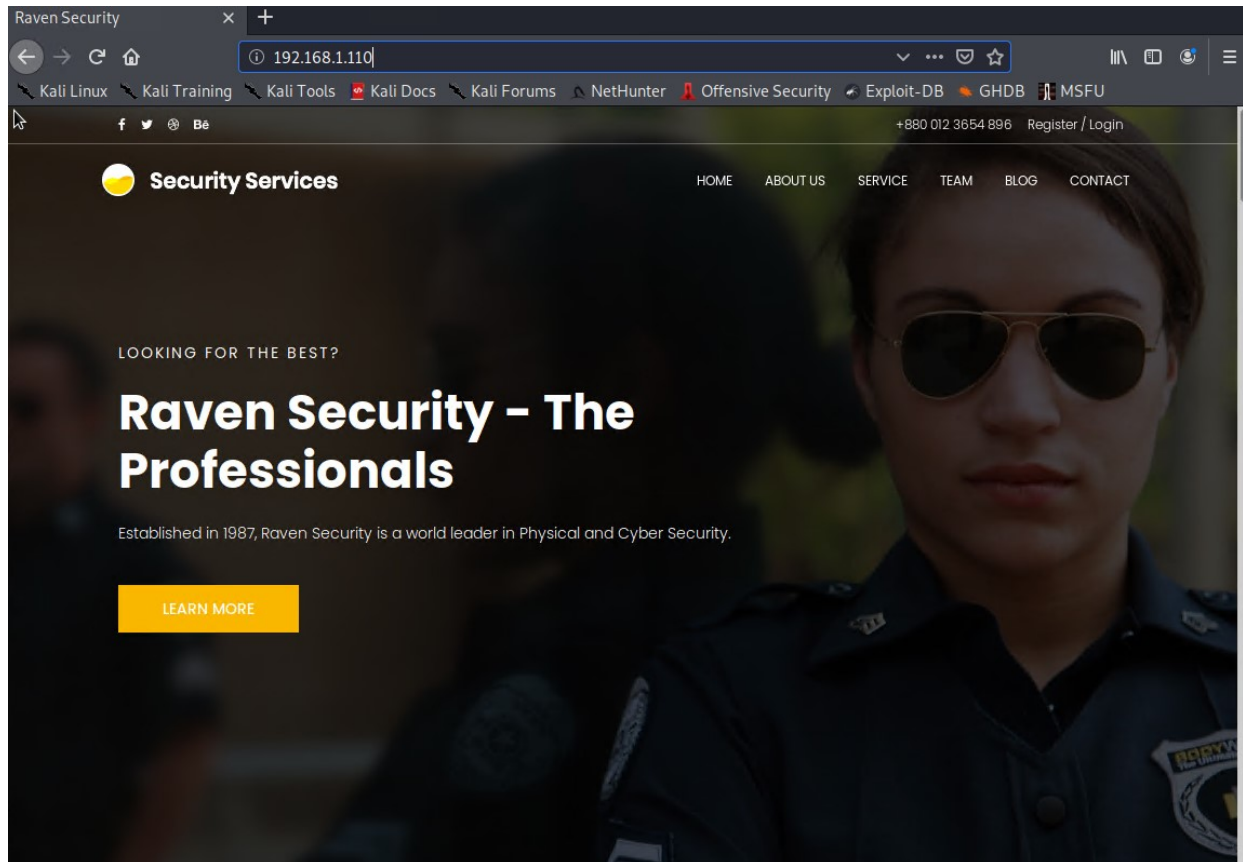 Raven Security
192.168.1.110
Kali Linux Kali Training Kali Tools Kali Docs Kali Forums NetHunter Offensive Security Exploit-DB GHDB MSFU
+880 012 3654 896 Register / Login
Security Services
HOME ABOUT US SERVICE TEAM BLOG CONTACT
LOOKING FOR THE BEST?
Raven Security - The
Professionals
Established in 1987, Raven Security is a world leader in Physical and Cyber Security.
LEARN MORE